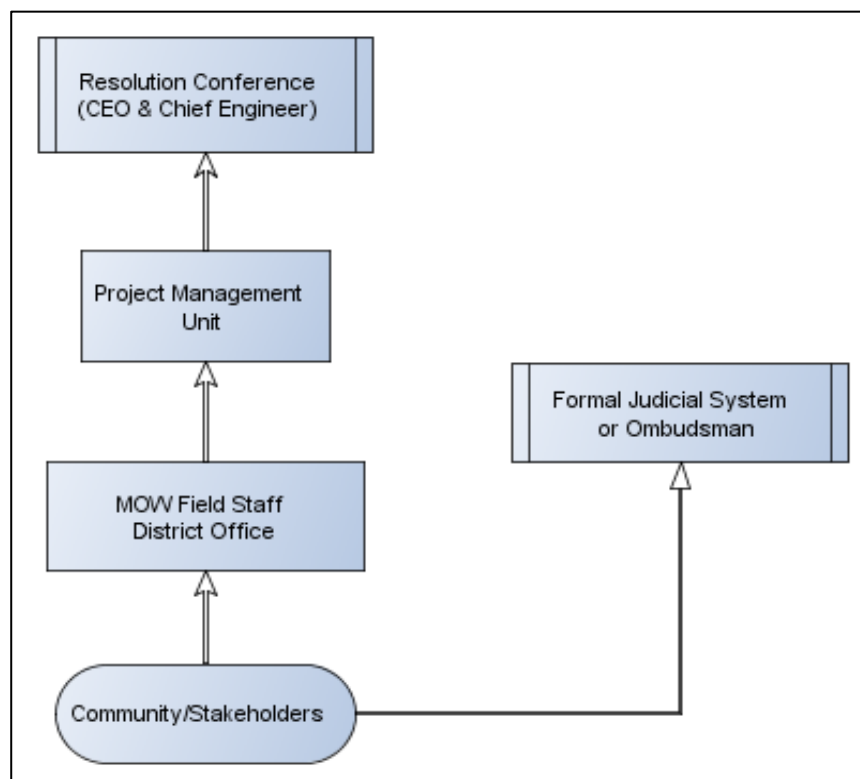 Resolution Conference
(CEO & Chief Engineer)
Project Management
Unit
Formal Judicial System
or Ombudsman
MOW Field Staff
District Office
Community/Stakeholders